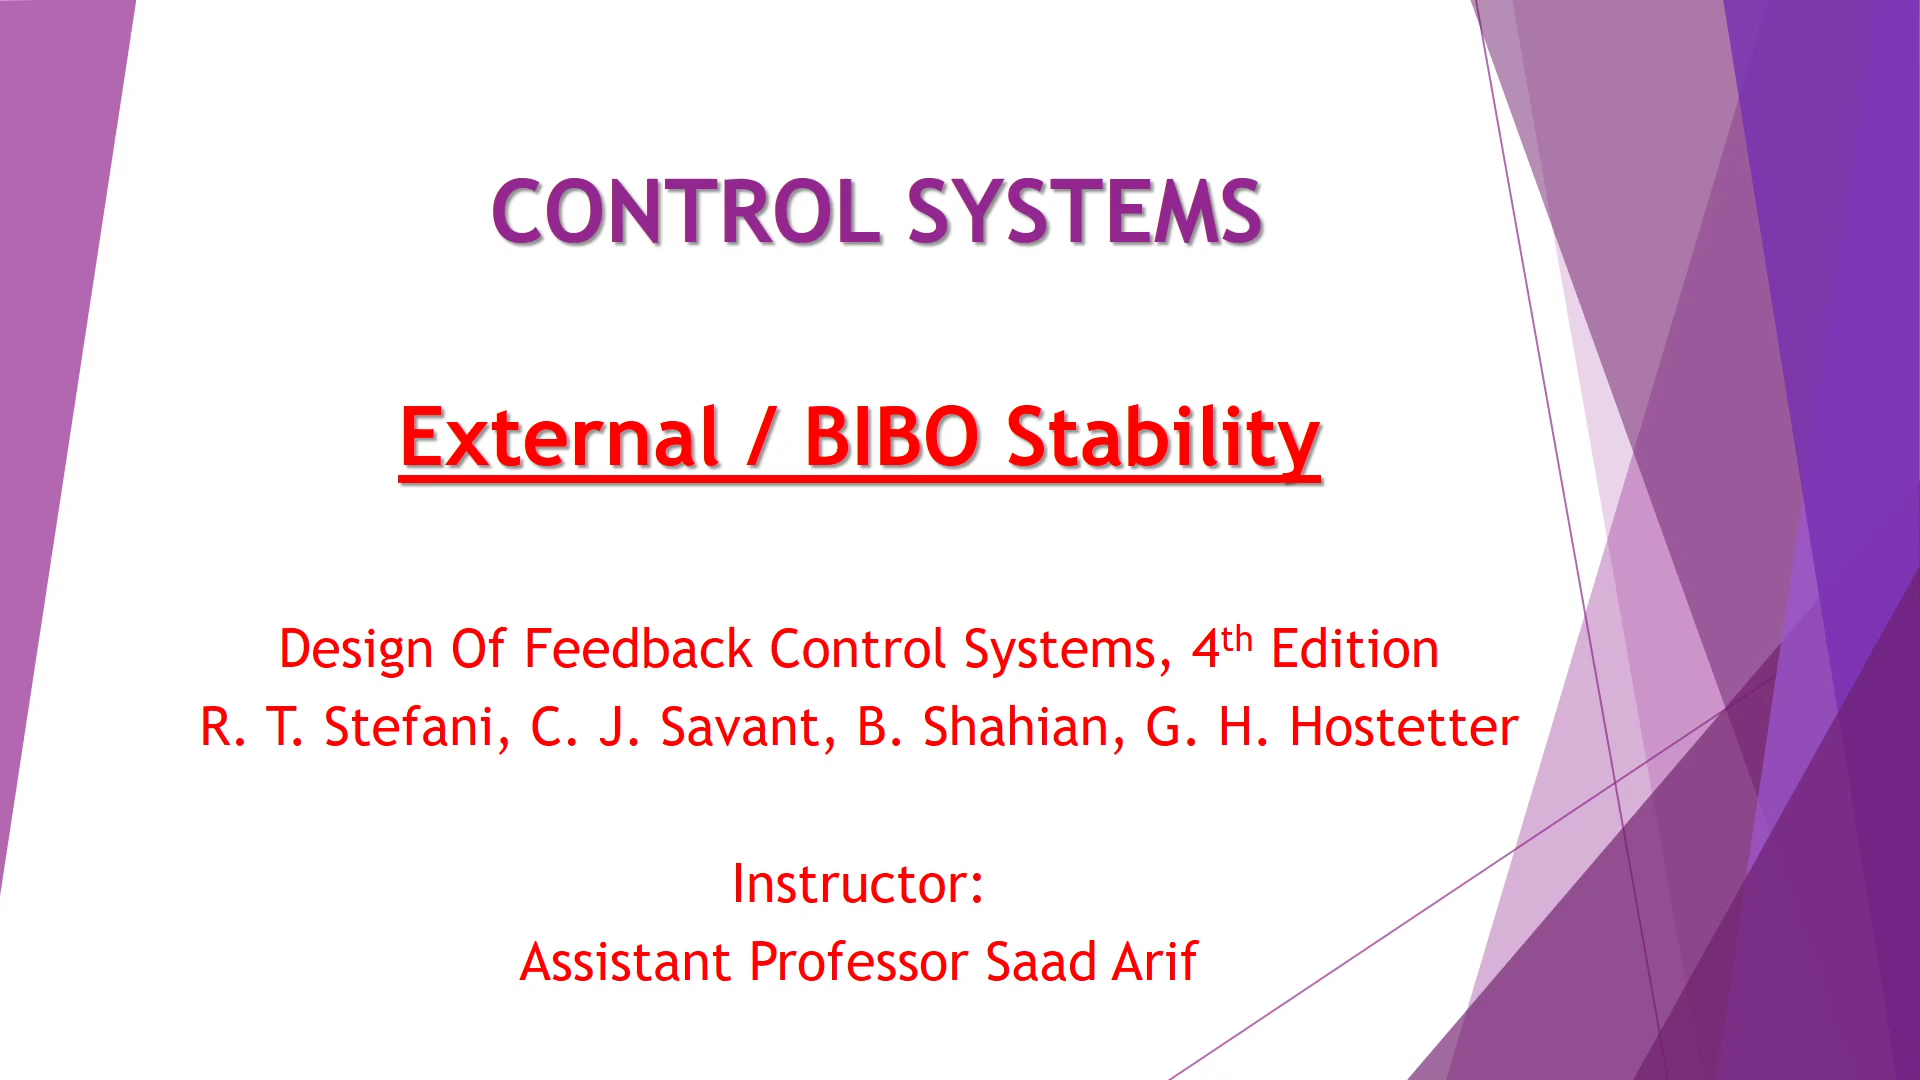 CONTROL SYSTEMS
External / BIBO Stability
Design Of Feedback Control Systems, 4th Edition
R. T. Stefani, C. J. Savant, B. Shahian, G. H. Hostetter
Instructor:
Assistant Professor Saad Arif